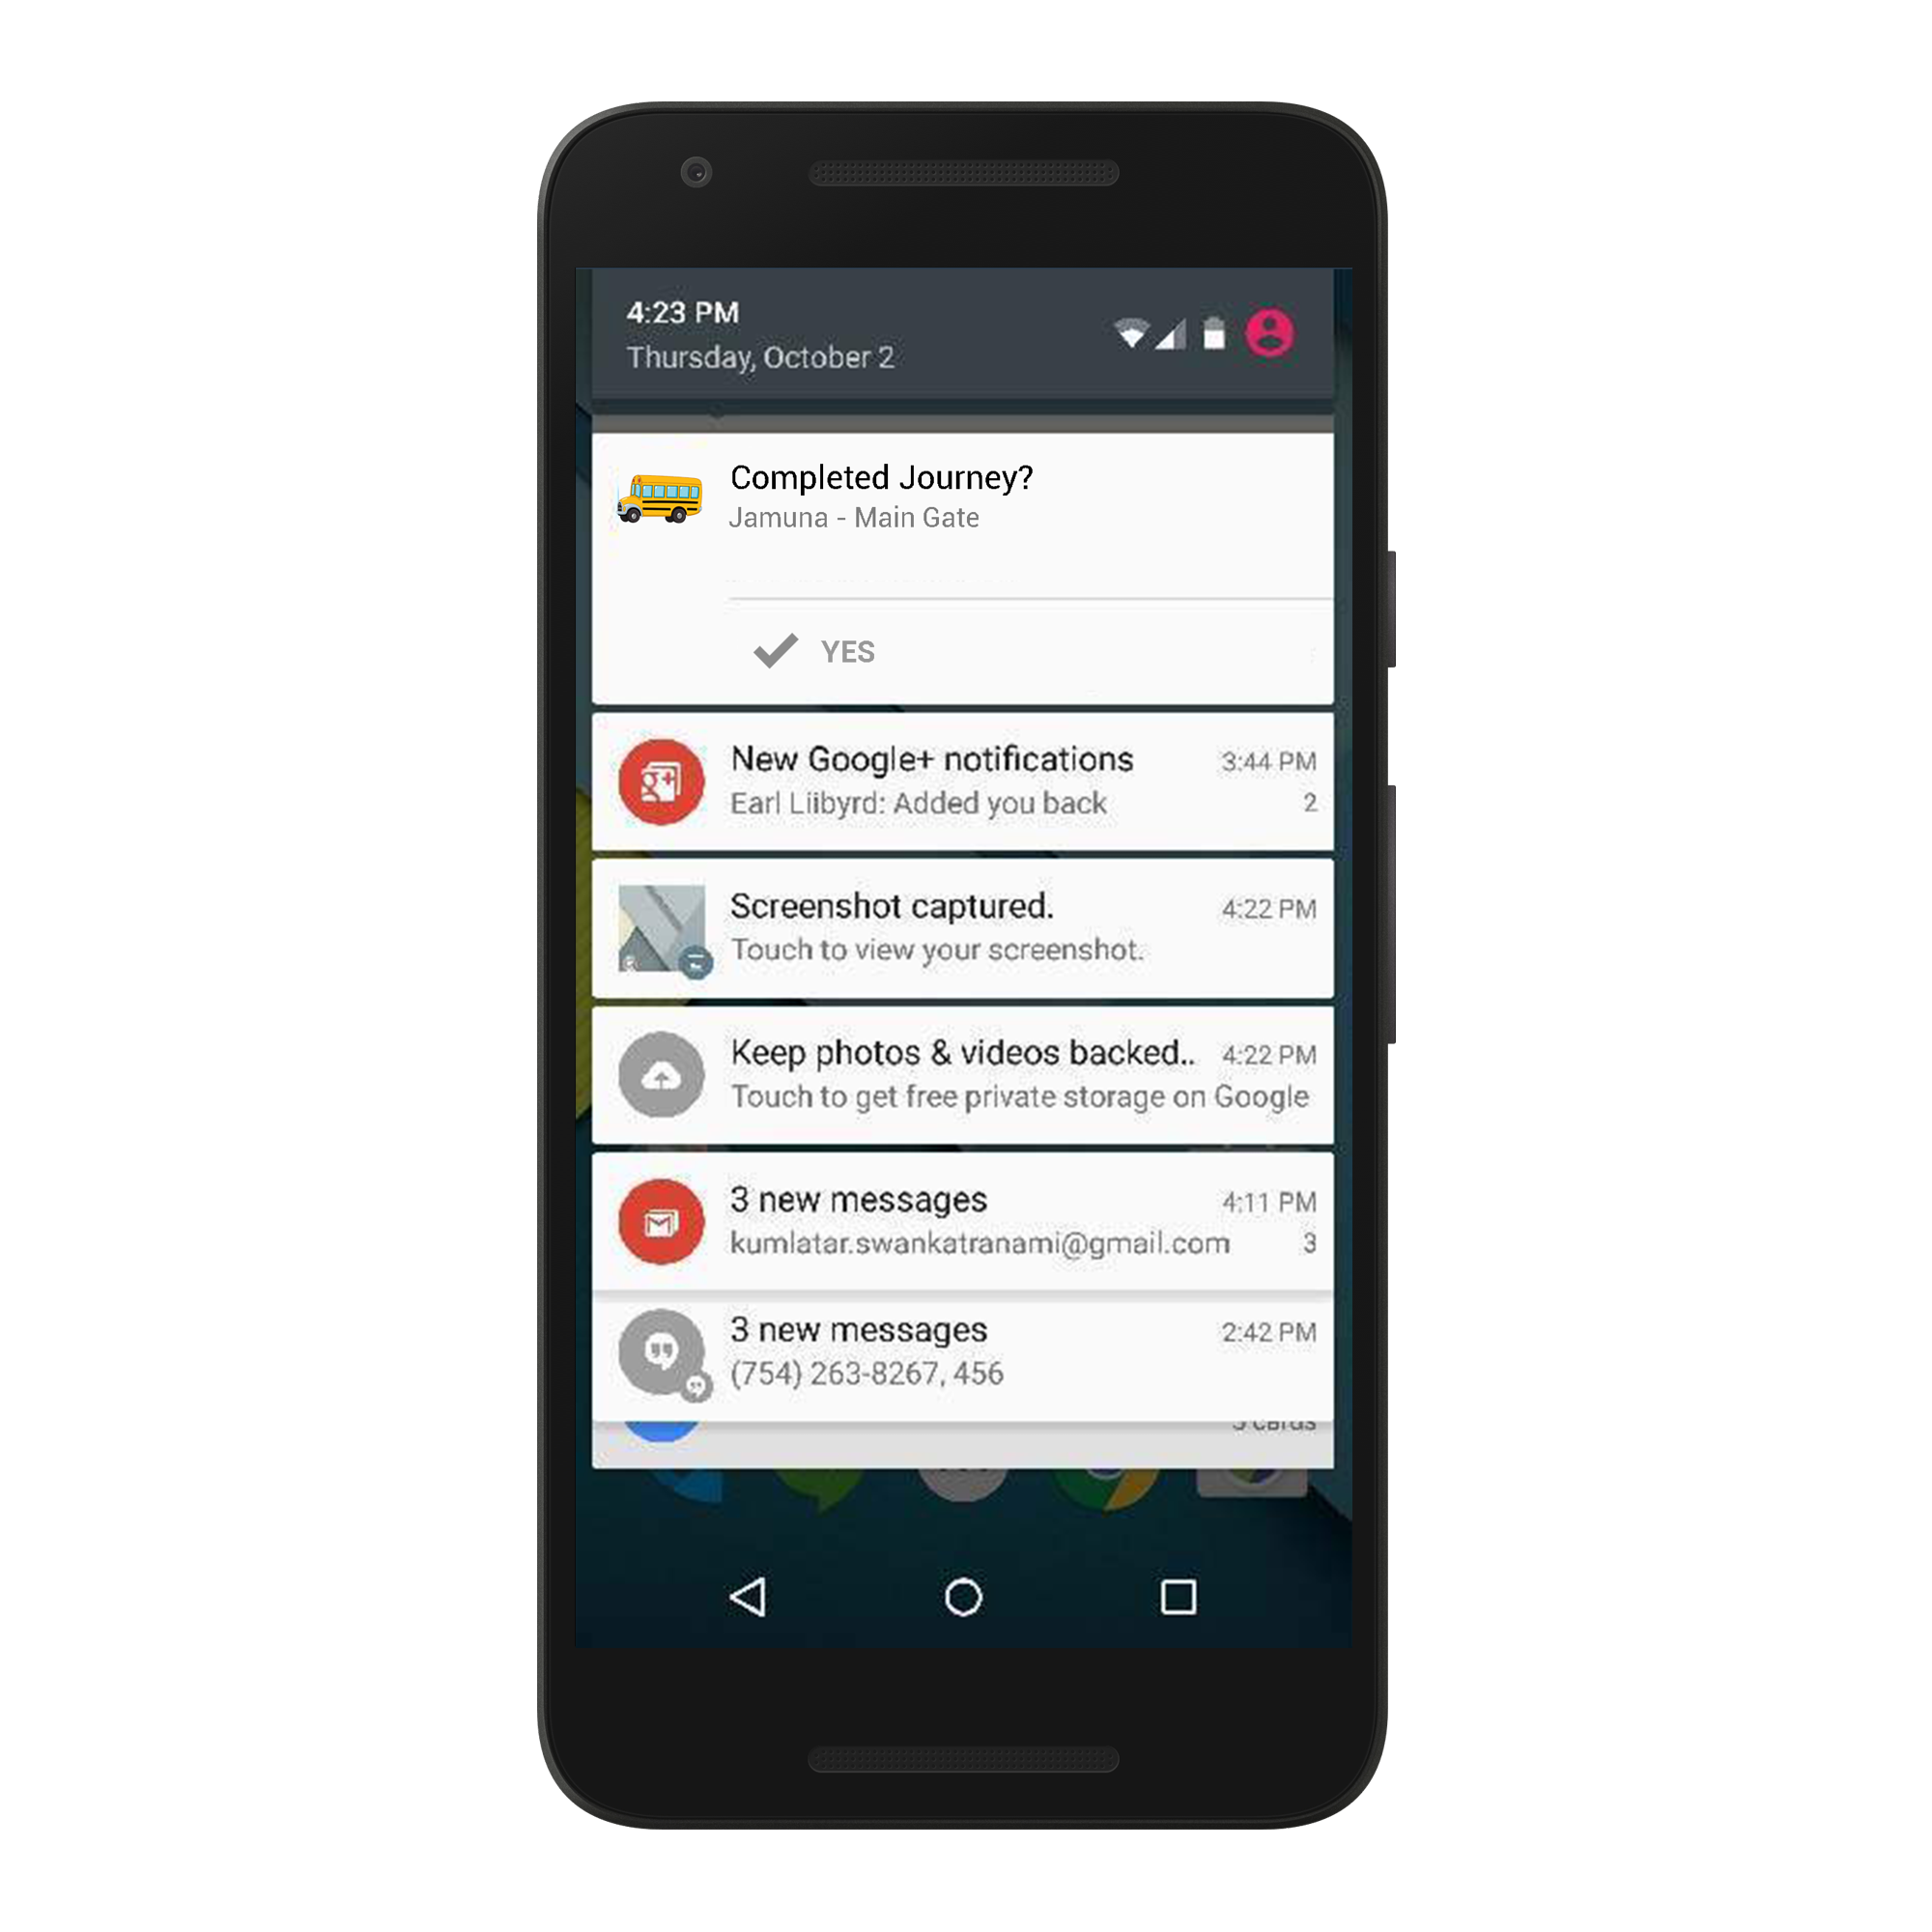 4:23 PM
Thursday, October 2
Completed Journey?
Jamuna - Main Gate
YES
New Google+ notifications 3:44 PM
Earl Liibyrd: Added you back 2
Screenshot captured. 4:22 PM
Touch to view your screenshot.
Keep photos & videos backed.. 4:22 PM
Touch to get free private storage on Google
3 new messages 4:11 PM
kumlatar.swankatranami@gmail.com 3
3 new messages 2:42 PM
(754) 263-8267, 456
cards